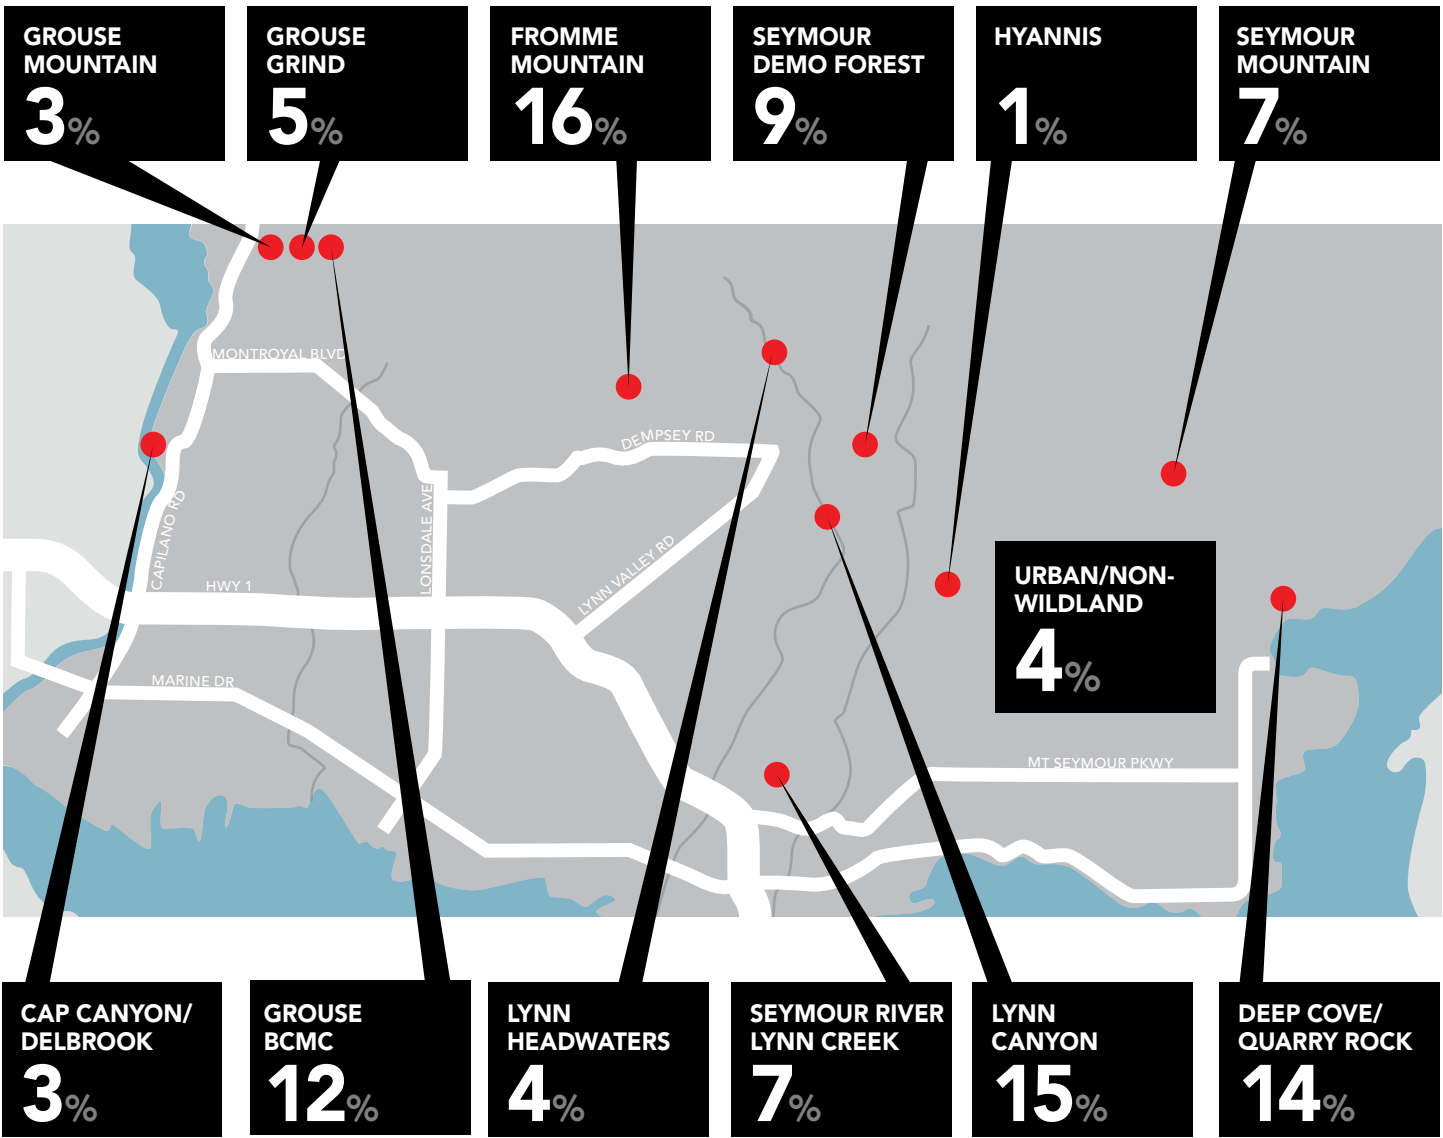 GROUSE
MOUNTAIN
3%
GROUSE
GRIND
5%
FROMME
MOUNTAIN
16%
SEYMOUR
DEMO FOREST
9%
HYANNIS
1%
SEYMOUR
MOUNTAIN
7%
MONTROYAL BLVD
DEMPSEY RD
CAPILANO RD
LONSDALE AVE
LYNN VALLEY RD
HWY 1
URBAN/NON-
WILDLAND
4%
MARINE DR
MT SEYMOUR PKWY
CAP CANYON/
DELBROOK
3%
GROUSE
BCMC
12%
LYNN
HEADWATERS
4%
SEYMOUR RIVER
LYNN CREEK
7%
LYNN
CANYON
15%
DEEP COVE/
QUARRY ROCK
14%